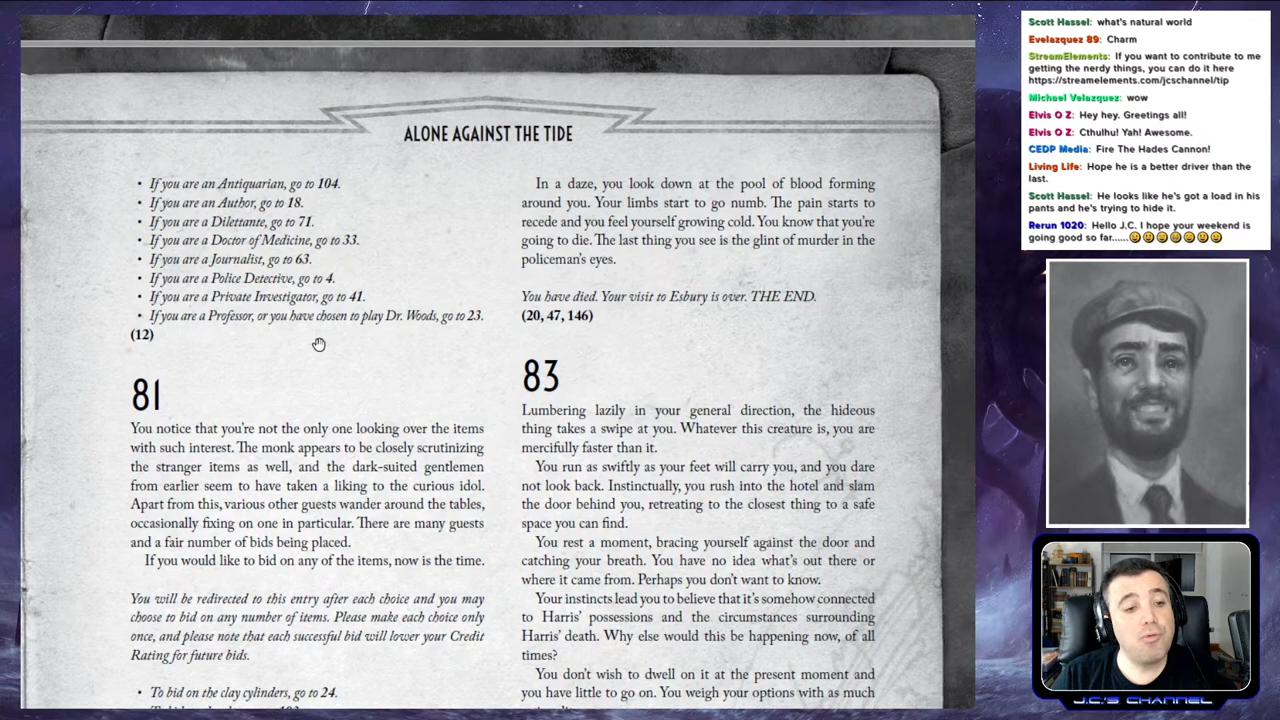 ALONE AGAINST THE TIDE
• If you are an Antiquarian, go to 104.
• If you are an Author, go to 18.
• If you are a Dilettante, go to 71.
• If you are a Doctor of Medicine, go to 33.
• If you are a Journalist, go to 63.
• If you are a Police Detective, go to 4.
• If you are a Private Investigator, go to 41.
• If you are a Professor, or you have chosen to play Dr. Woods, go to 23.
(12)
81
You notice that you're not the only one looking over the items
with such interest. The monk appears to be closely scrutinizing
the stranger items as well, and the dark-suited gentlemen
from earlier seem to have taken a liking to the curious idol.
Apart from this, various other guests wander around the tables,
occasionally fixing on one in particular. There are many guests
and a fair number of bids being placed.
If you would like to bid on any of the items, now is the time.
You will be redirected to this entry after each choice and you may
choose to bid on any number of items. Please make each choice only
once, and please note that each successful bid will lower your Credit
Rating for future bids.
• To bid on the clay cylinders, go to 24.
In a daze, you look down at the pool of blood forming
around you. Your limbs start to go numb. The pain starts to
recede and you feel yourself growing cold. You know that you're
going to die. The last thing you see is the glint of murder in the
policeman's eyes.
You have died. Your visit to Esbury is over. THE END.
(20, 47, 146)
83
Lumbering lazily in your general direction, the hideous
thing takes a swipe at you. Whatever this creature is, you are
mercifully faster than it.
You run as swiftly as your feet will carry you, and you dare
not look back. Instinctually, you rush into the hotel and slam
the door behind you, retreating to the closest thing to a safe
space you can find.
You rest a moment, bracing yourself against the door and
catching your breath. You have no idea what's out there or
where it came from. Perhaps you don't want to know.
Your instincts lead you to believe that it's somehow connected
to Harris' possessions and the circumstances surrounding
Harris' death. Why else would this be happening now, of all
times?
You don't wish to dwell on it at the present moment and
you have little to go on. You weigh your options with as much
Scott Hassel: what's natural world
Evelazquez 89: Charm
StreamElements: If you want to contribute to me
getting the nerdy things, you can do it here
https://streamelements.com/jcschannel/tip
Michael Velazquez: wow
Elvis O Z: Hey hey. Greetings all!
Elvis O Z: Cthulhu! Yah! Awesome.
CEDP Media: Fire The Hades Cannon!
Living Life: Hope he is a better driver than the
last.
Scott Hassel: He looks like he's got a load in his
pants and he's trying to hide it.
Rerun 1020: Hello J.C. I hope your weekend is
going good so far......
J.C.'S CHANNEL